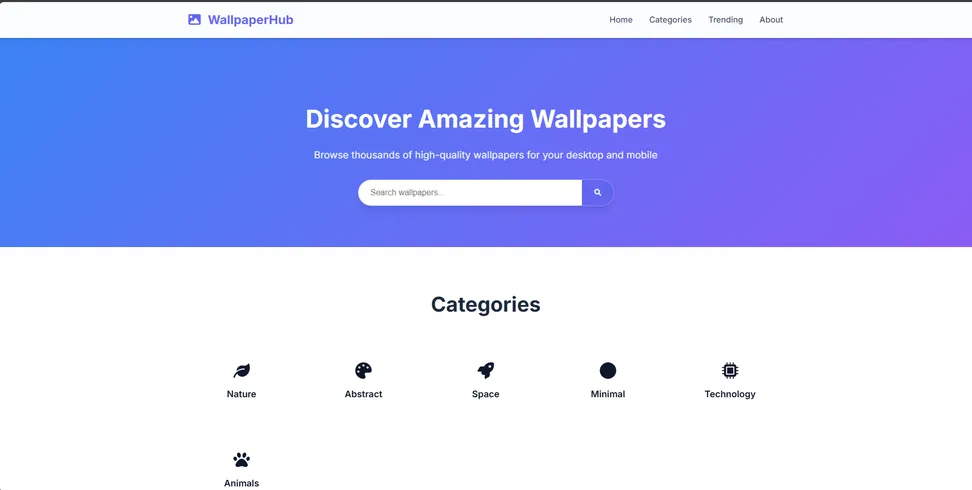 WallpaperHub
Home Categories Trending About
Discover Amazing Wallpapers
Browse thousands of high-quality wallpapers for your desktop and mobile
Search wallpapers...
Categories
Nature Abstract Space Minimal Technology
Animals